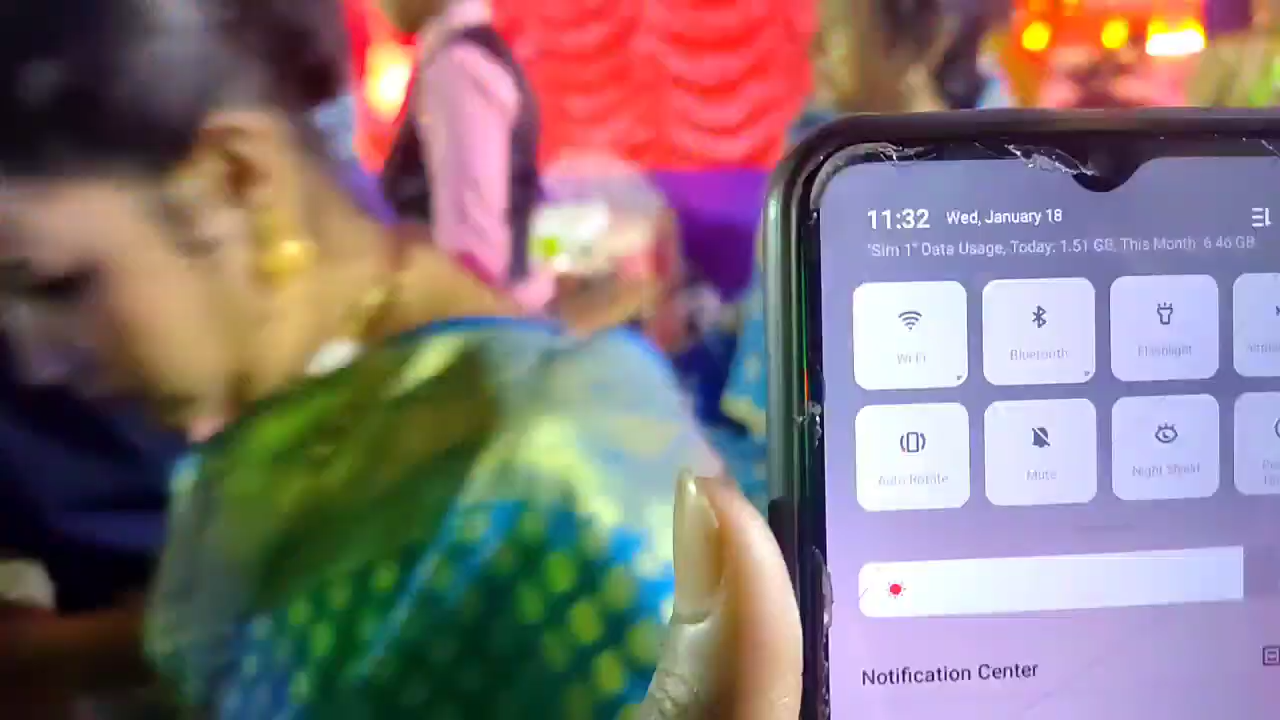 11:32 Wed, January 18
"Sim 1" Data Usage, Today: 1.51 GB, This Month: 6.46 GB
Wi-Fi
Bluetooth
Flashlight
Auto Rotate
Mute
Night Shield
Notification Center